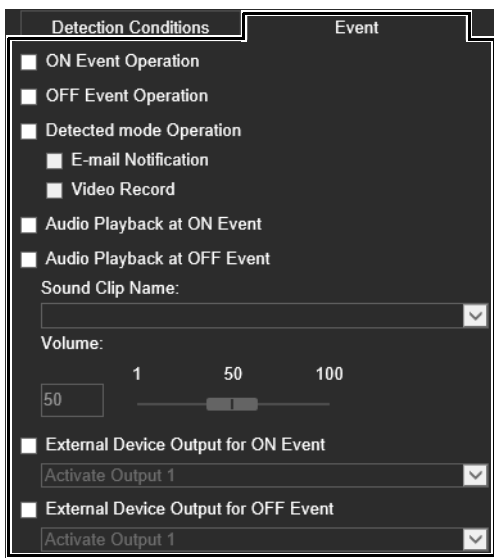 Detection Conditions Event
ON Event Operation
OFF Event Operation
Detected mode Operation
E-mail Notification
Video Record
Audio Playback at ON Event
Audio Playback at OFF Event
Sound Clip Name:
Volume:
1 50 100
50
External Device Output for ON Event
Activate Output 1
External Device Output for OFF Event
Activate Output 1